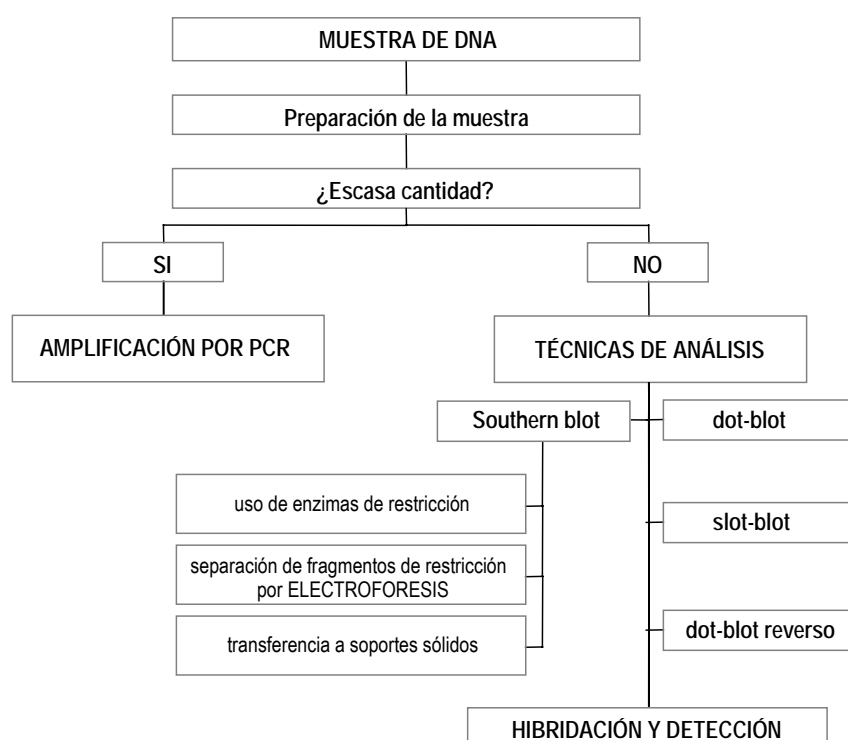 MUESTRA DE DNA
Preparación de la muestra
¿Escasa cantidad?
SI
NO
AMPLIFICACIÓN POR PCR
TÉCNICAS DE ANÁLISIS
Southern blot
dot-blot
uso de enzimas de restricción
slot-blot
separación de fragmentos de restricción
por ELECTROFORESIS
transferencia a soportes sólidos
dot-blot reverso
HIBRIDACIÓN Y DETECCIÓN